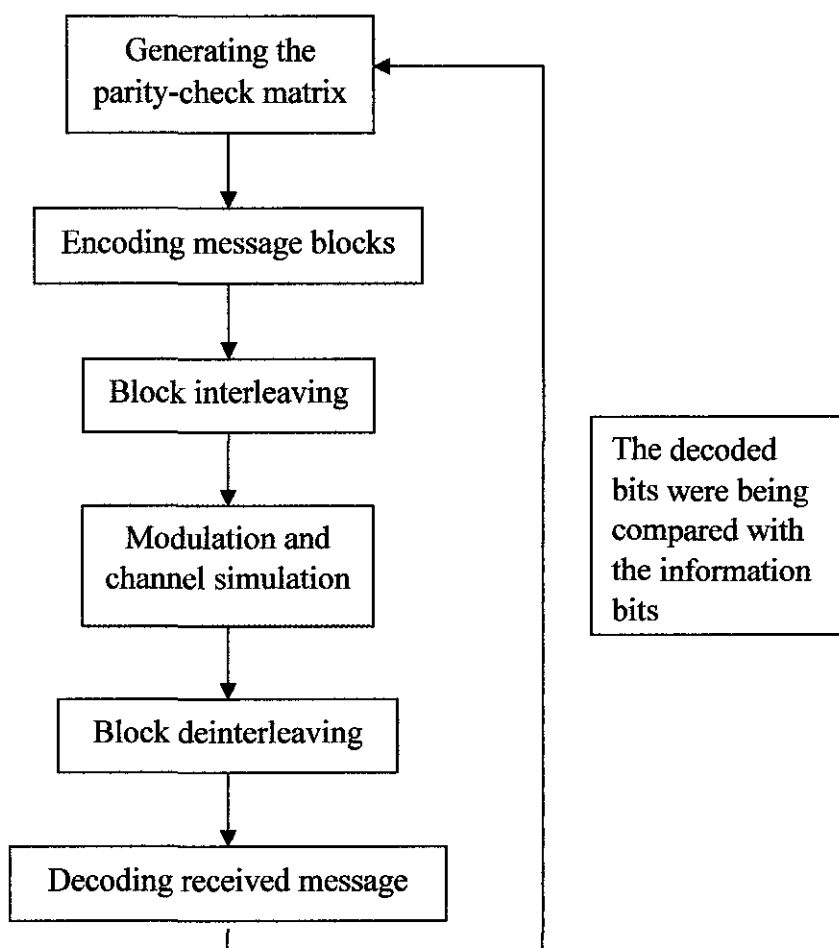 Generating the
parity-check matrix
Encoding message blocks
Block interleaving
Modulation and
channel simulation
Block deinterleaving
Decoding received message
The decoded
bits were being
compared with
the information
bits